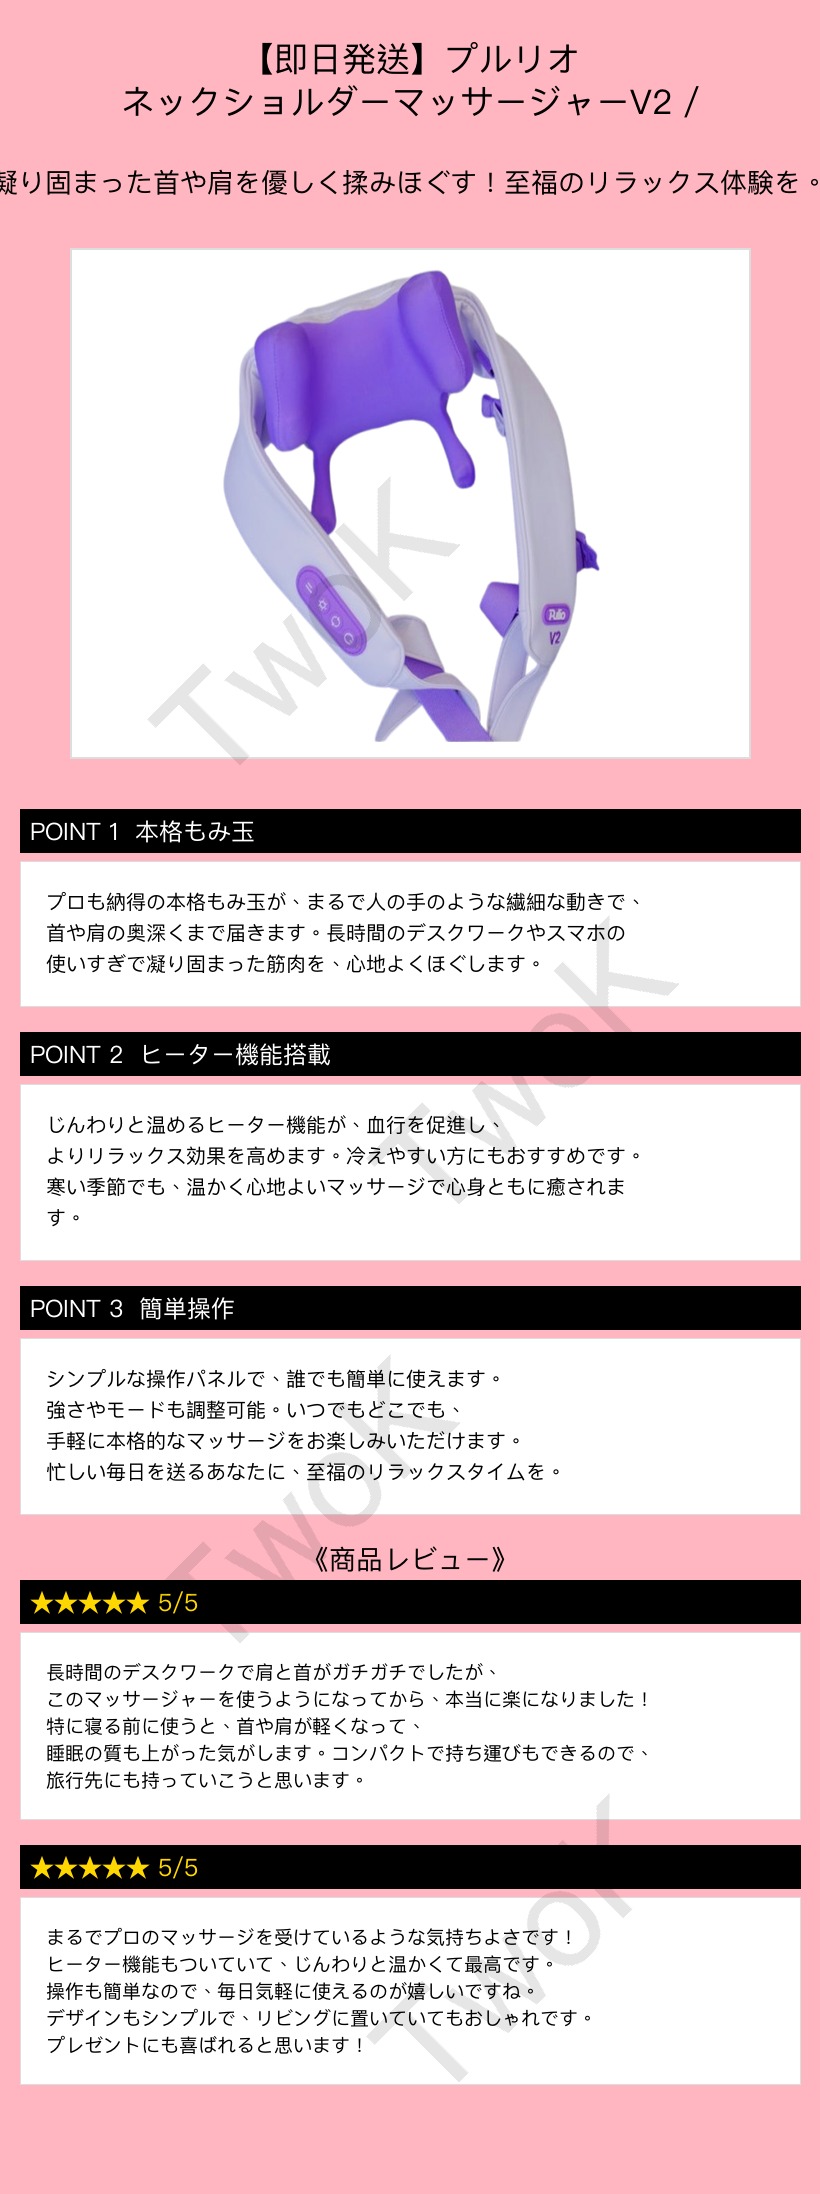 【即日発送】プルリオ
ネックショルダーマッサージャーV2 /
凝り固まった首や肩を優しく揉みほぐす！至福のリラックス体験を。
Pulio
V2
TwoK
POINT 1 本格もみ玉
プロも納得の本格もみ玉が、まるで人の手のような繊細な動きで、
首や肩の奥深くまで届きます。長時間のデスクワークやスマホの
使いすぎで凝り固まった筋肉を、心地よくほぐします。
TwoK
POINT 2 ヒーター機能搭載
じんわりと温めるヒーター機能が、血行を促進し、
よりリラックス効果を高めます。冷えやすい方にもおすすめです。
寒い季節でも、温かく心地よいマッサージで心身ともに癒されま
す。
POINT 3 簡単操作
シンプルな操作パネルで、誰でも簡単に使えます。
強さやモードも調整可能。いつでもどこでも、
手軽に本格的なマッサージをお楽しみいただけます。
忙しい毎日を送るあなたに、至福のリラックスタイムを。
TwoK
《商品レビュー》
★★★★★ 5/5
長時間のデスクワークで肩と首がガチガチでしたが、
このマッサージャーを使うようになってから、本当に楽になりました！
特に寝る前に使うと、首や肩が軽くなって、
睡眠の質も上がった気がします。コンパクトで持ち運びもできるので、
旅行先にも持っていこうと思います。
★★★★★ 5/5
まるでプロのマッサージを受けているような気持ちよさです！
ヒーター機能もついていて、じんわりと温かくて最高です。
操作も簡単なので、毎日気軽に使えるのが嬉しいですね。
デザインもシンプルで、リビングに置いていてもおしゃれです。
プレゼントにも喜ばれると思います！
TwoK